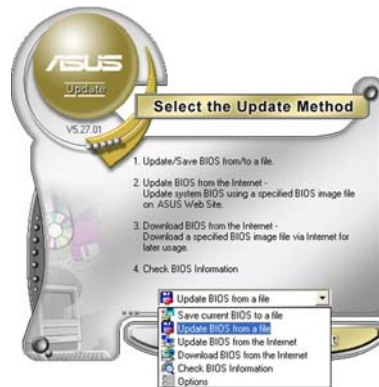 ASUS
Update
V5.27.01
Select the Update Method
1. Update/Save BIOS from/to a file.
2. Update BIOS from the Internet -
Update system BIOS using a specified BIOS image file
on ASUS Web Site.
3. Download BIOS from the Internet -
Download a specified BIOS image file via Internet for
later usage.
4. Check BIOS Information
Update BIOS from a file
Save current BIOS to a file
Update BIOS from a file
Update BIOS from the Internet
Download BIOS from the Internet
Check BIOS Information
Options